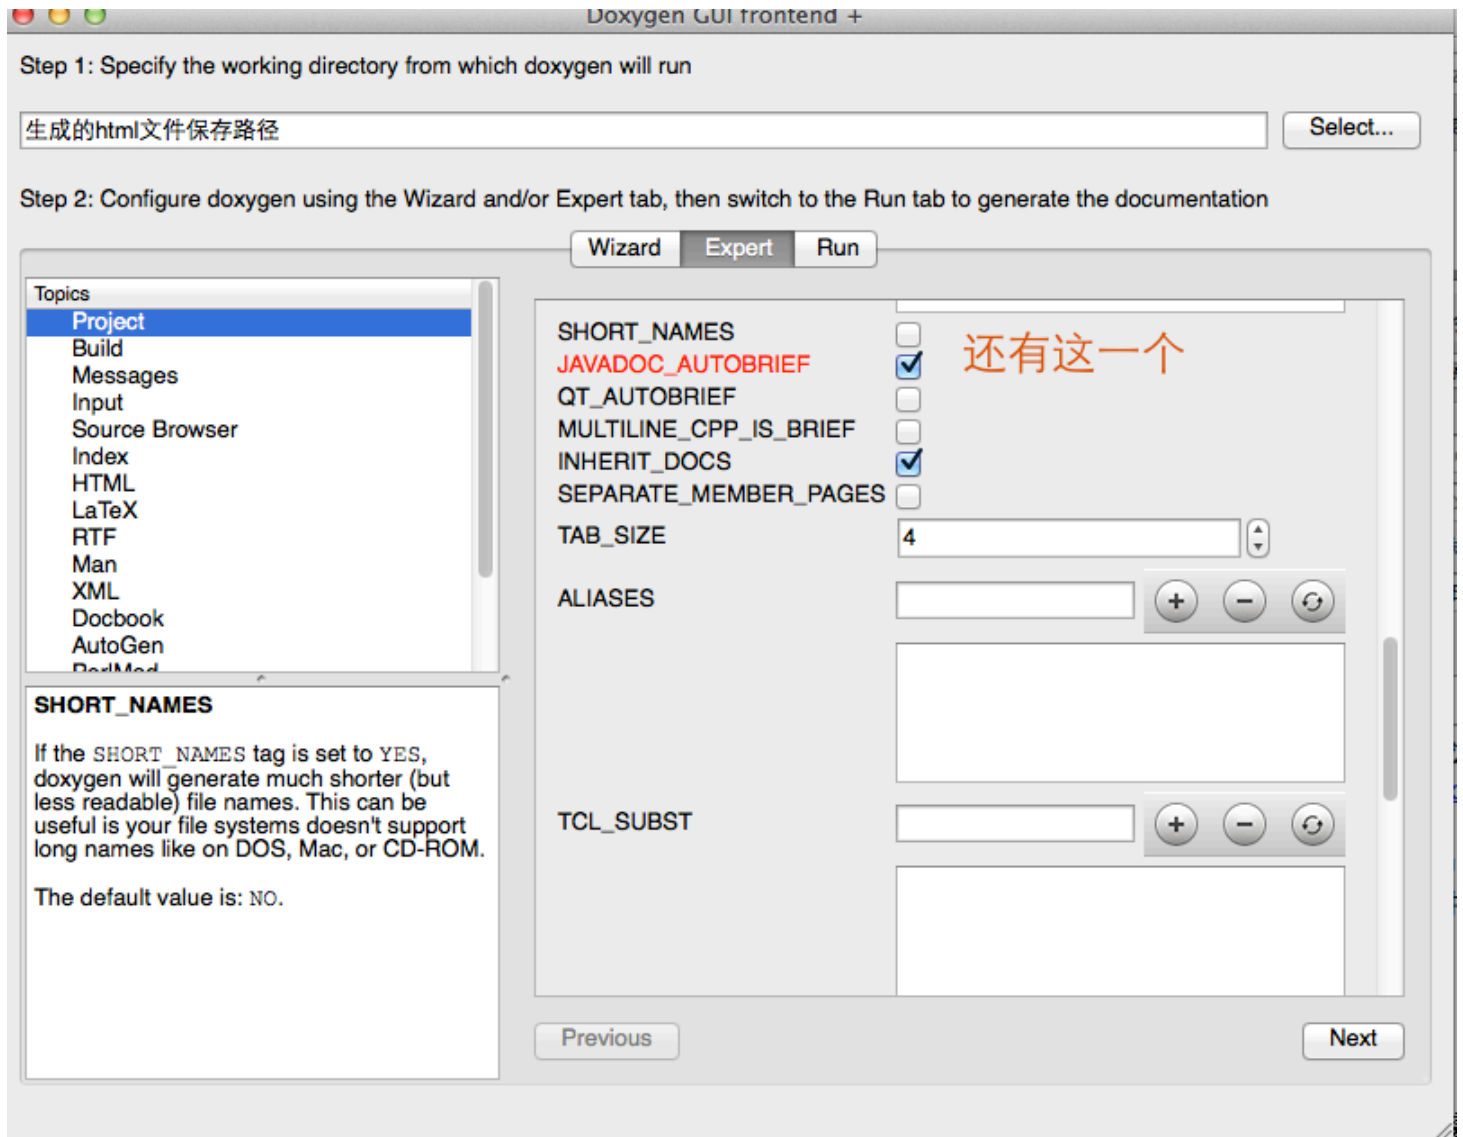 Doxygen GUI frontend +
Step 1: Specify the working directory from which doxygen will run
生成的html文件保存路径
Select...
Step 2: Configure doxygen using the Wizard and/or Expert tab, then switch to the Run tab to generate the documentation
Wizard
Expert
Run
Topics
Project
Build
Messages
Input
Source Browser
Index
HTML
LaTeX
RTF
Man
XML
Docbook
AutoGen
PerlMod
SHORT_NAMES
If the SHORT_NAMES tag is set to YES,
doxygen will generate much shorter (but
less readable) file names. This can be
useful is your file systems doesn't support
long names like on DOS, Mac, or CD-ROM.
The default value is: NO.
SHORT_NAMES
还有这一个
JAVADOC_AUTOBRIEF
QT_AUTOBRIEF
MULTILINE_CPP_IS_BRIEF
INHERIT_DOCS
SEPARATE_MEMBER_PAGES
TAB_SIZE
4
ALIASES
TCL_SUBST
Previous
Next